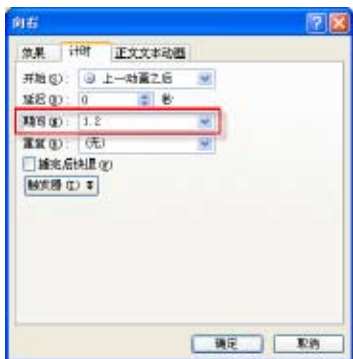 向右
效果 计时 正文文本动画
开始(S): 上一动画之后
延迟(D): 0 秒
期间(N): 1.2
重复(R): (无)
播完后快退(W)
触发器(T)
确定 取消